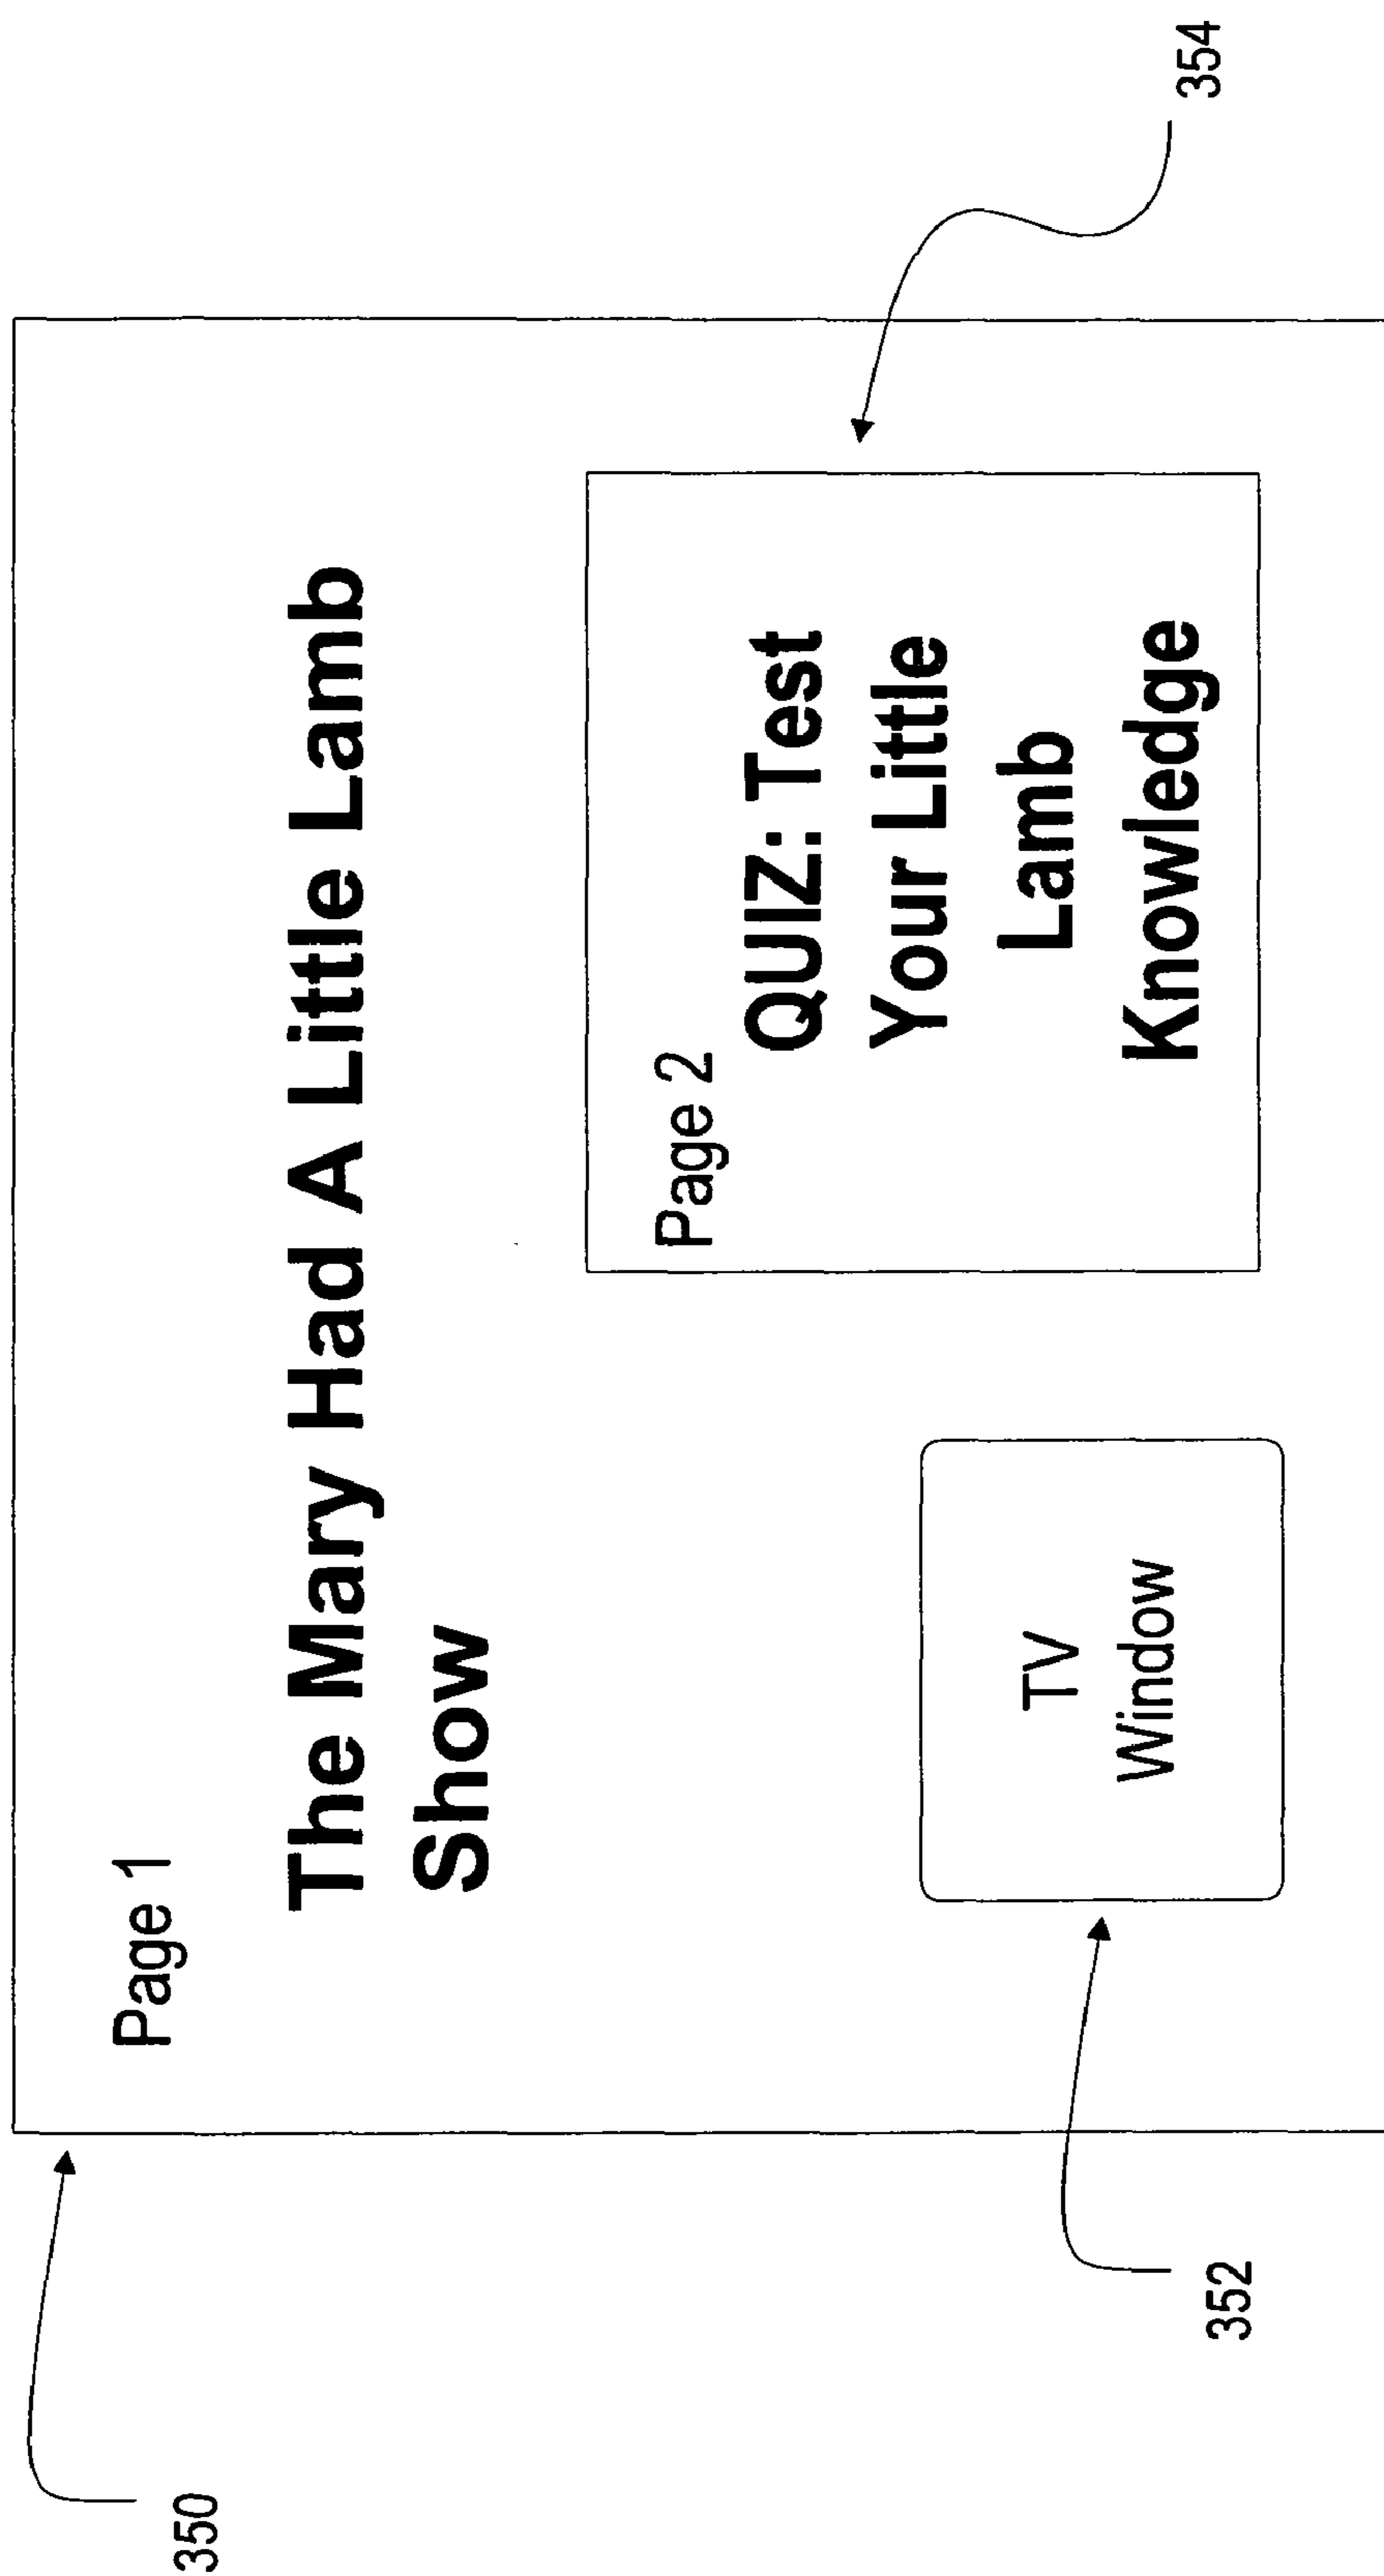 Page 1
The Mary Had A Little Lamb
Show
Page 2
QUIZ: Test
Your Little
Lamb
Knowledge
TV
Window
350
352
354